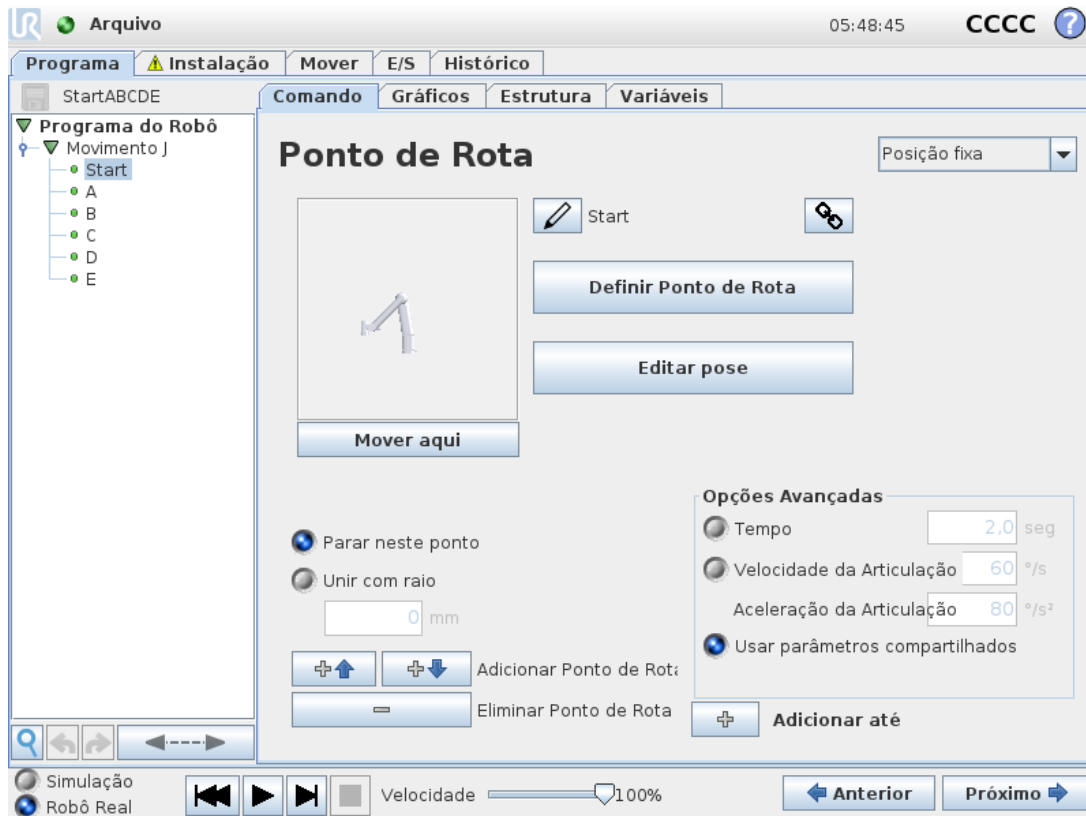 UR Arquivo 05:48:45 CCCC ?
Programa Instalação Mover E/S Histórico
StartABCDE Comando Gráficos Estrutura Variáveis
Programa do Robô
Movimento J
Start
A
B
C
D
E
Ponto de Rota
Posição fixa
Start
Definir Ponto de Rota
Editar pose
Mover aqui
Parar neste ponto
Unir com raio
0 mm
Adicionar Ponto de Rota
Eliminar Ponto de Rota
Opções Avançadas
Tempo 2,0 seg
Velocidade da Articulação 60 °/s
Aceleração da Articulação 80 °/s²
Usar parâmetros compartilhados
Adicionar até
Simulação
Robô Real
Velocidade 100%
Anterior Próximo